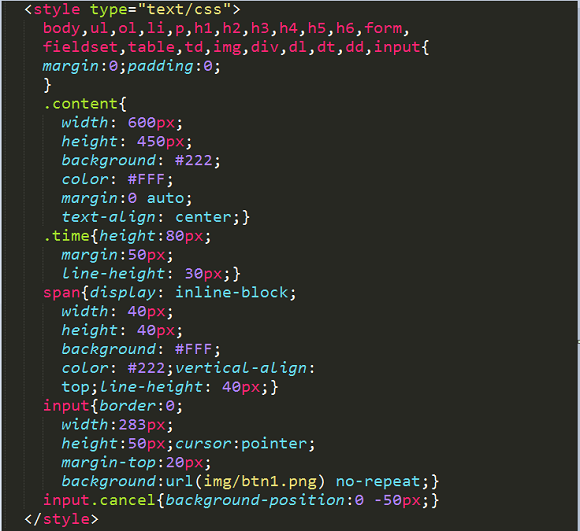 <style type="text/css">
body,ul,ol,li,p,h1,h2,h3,h4,h5,h6,form,
fieldset,table,td,img,div,dl,dt,dd,input{
margin:0;padding:0;
}
.content{
width: 600px;
height: 450px;
background: #222;
color: #FFF;
margin:0 auto;
text-align: center;}
.time{height:80px;
margin:50px;
line-height: 30px;}
span{display: inline-block;
width: 40px;
height: 40px;
background: #FFF;
color: #222;vertical-align:
top;line-height: 40px;}
input{border:0;
width:283px;
height:50px;cursor:pointer;
margin-top:20px;
background:url(img/btn1.png) no-repeat;}
input.cancel{background-position:0 -50px;}
</style>